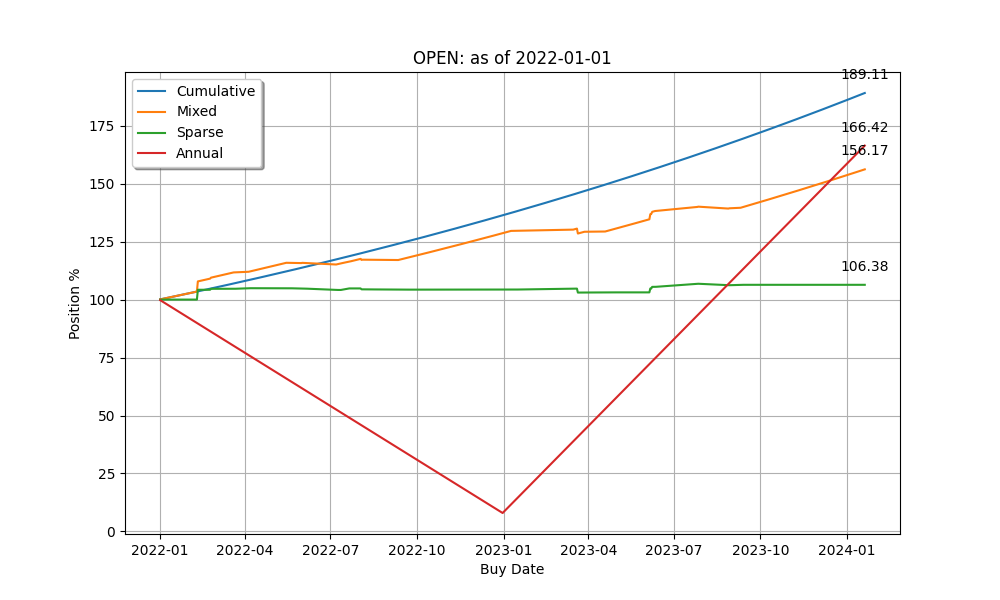 OPEN: as of 2022-01-01
Cumulative
Mixed
Sparse
Annual
189.11
166.42
156.17
106.38
175
150
125
100
75
50
25
0
Position %
2022-01 2022-04 2022-07 2022-10 2023-01 2023-04 2023-07 2023-10 2024-01
Buy Date